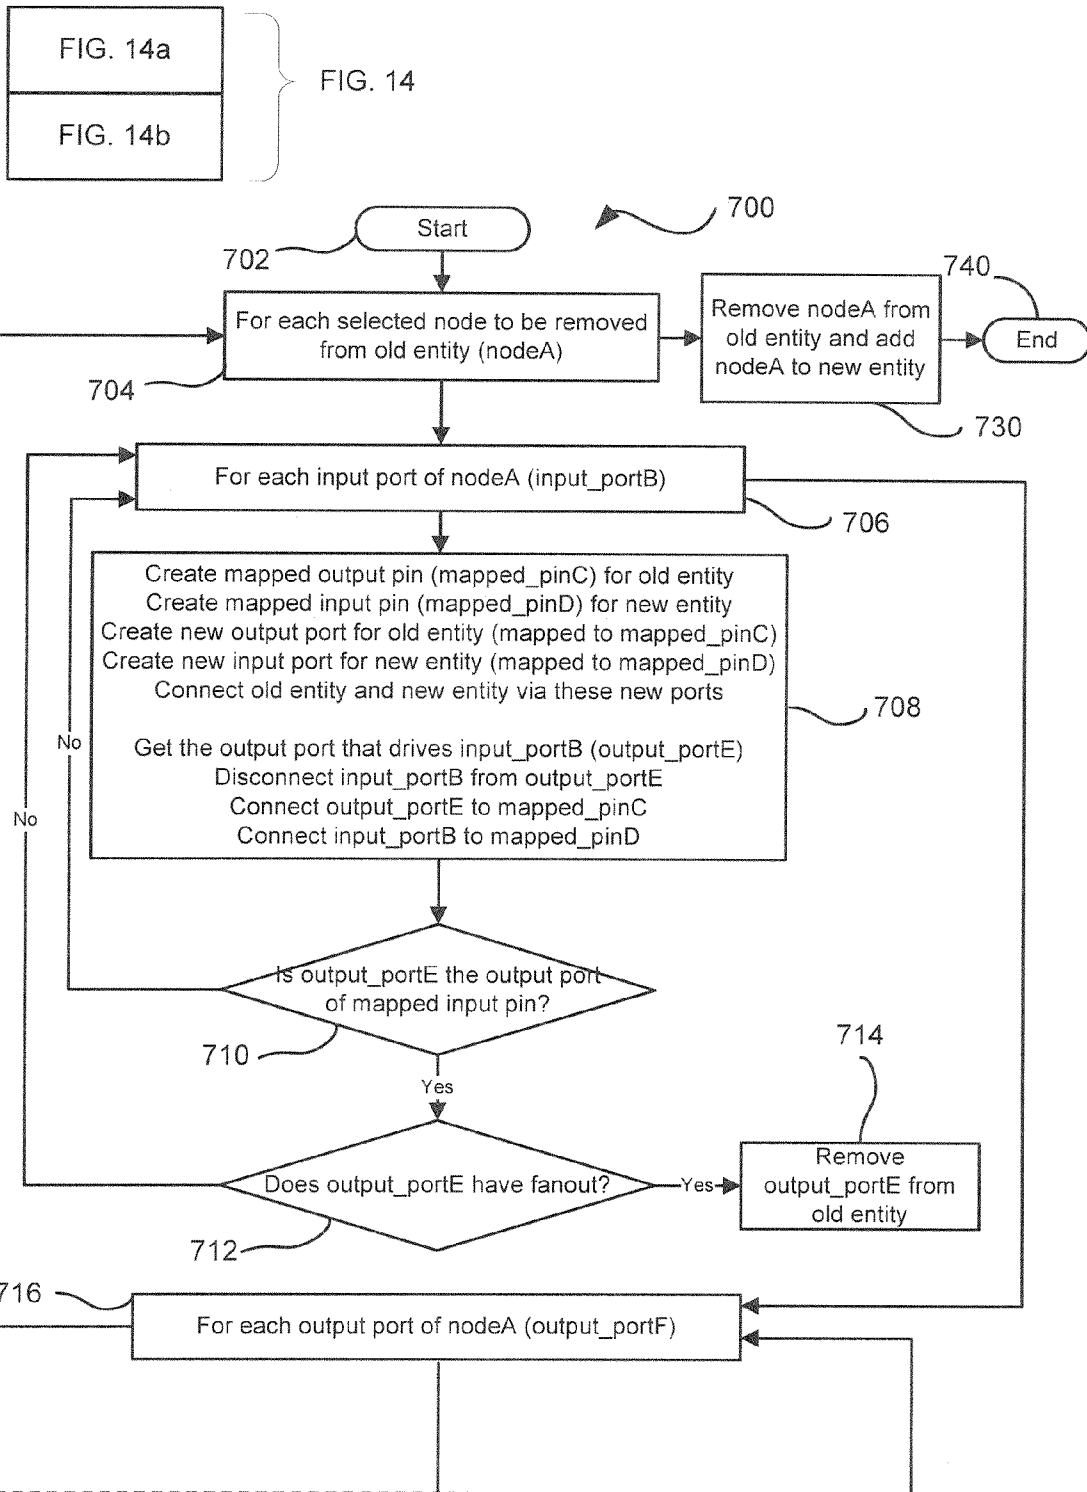 FIG. 14a
FIG. 14
FIG. 14b
700
Start
702
740
For each selected node to be removed
from old entity (nodeA)
Remove nodeA from
old entity and add
nodeA to new entity
End
704
730
For each input port of nodeA (input_portB)
706
Create mapped output pin (mapped_pinC) for old entity
Create mapped input pin (mapped_pinD) for new entity
Create new output port for old entity (mapped to mapped_pinC)
Create new input port for new entity (mapped to mapped_pinD)
Connect old entity and new entity via these new ports
708
No
Get the output port that drives input_portB (output_portE)
Disconnect input_portB from output_portE
Connect output_portE to mapped_pinC
Connect input_portB to mapped_pinD
No
Is output_portE the output port
of mapped input pin?
710
714
Yes
Does output_portE have fanout?
Yes
Remove
output_portE from
old entity
712
716
For each output port of nodeA (output_portF)